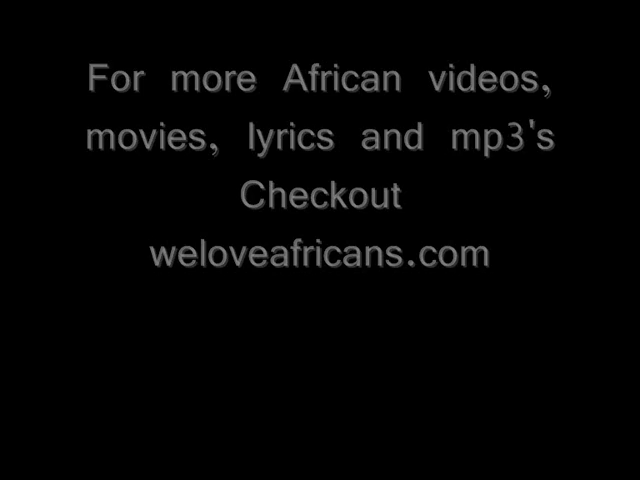 For more African videos,
movies, lyrics and mp3's
Checkout
weloveafricans.com